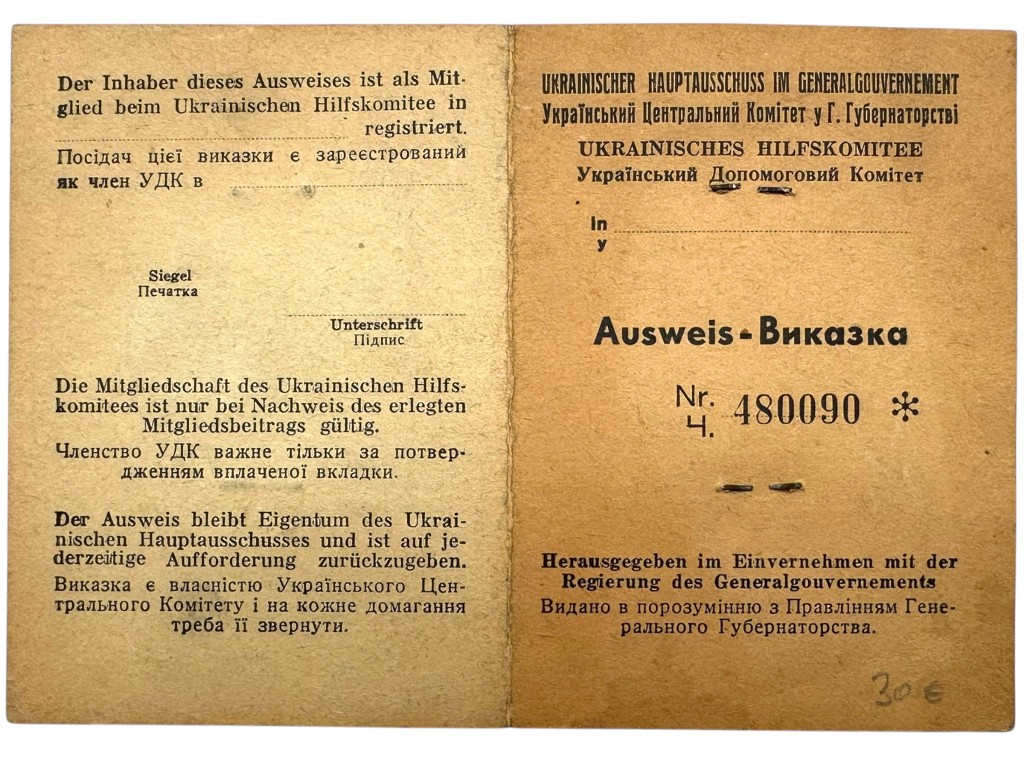 Der Inhaber dieses Ausweises ist als Mit-
glied beim Ukrainischen Hilfskomitee in
registriert.
Посідач цієї виказки є зареєстрований
як член УДК в
Siegel
Печатка
Unterschrift
Підпис
Die Mitgliedschaft des Ukrainischen Hilfs-
komitees ist nur bei Nachweis des erlegten
Mitgliedsbeitrags gültig.
Членство УДК важне тільки за потвер-
дженням вплаченої вкладки.
Der Ausweis bleibt Eigentum des Ukrai-
nischen Hauptausschusses und ist auf je-
derzeitige Aufforderung zurückzugeben.
Виказка є власністю Українського Цен-
трального Комітету і на кожне домагання
треба її звернути.
UKRAINISCHER HAUPTAUSSCHUSS IM GENERALGOUVERNEMENT
Український Центральний Комітет у Г. Губернаторстві
UKRAINISCHES HILFSKOMITEE
Український Допомоговий Комітет
In
у
Ausweis - Виказка
Nr.
Ч. 480090 *
Herausgegeben im Einvernehmen mit der
Regierung des Generalgouvernements
Видано в порозумінню з Правлінням Гене-
рального Губернаторства.
30 €